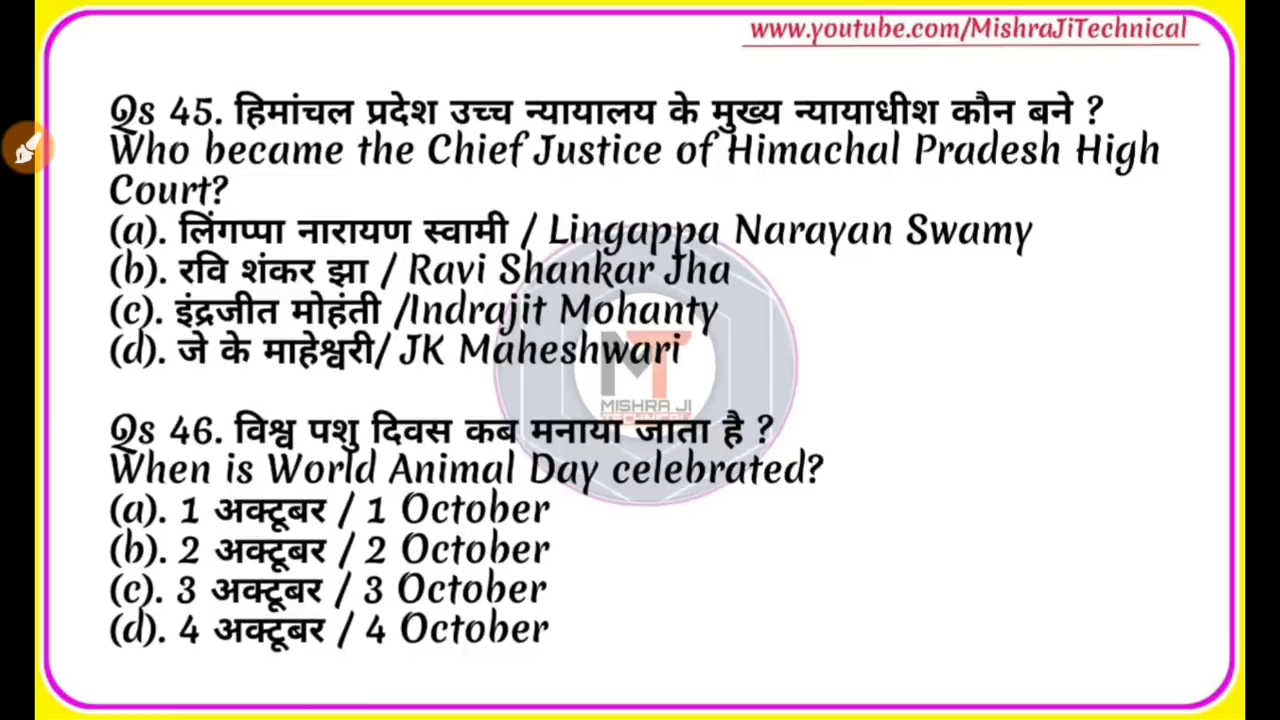 www.youtube.com/MishraJiTechnical
Qs 45. हिमांचल प्रदेश उच्च न्यायालय के मुख्य न्यायाधीश कौन बने ?
Who became the Chief Justice of Himachal Pradesh High
Court?
(a). लिंगप्पा नारायण स्वामी / Lingappa Narayan Swamy
(b). रवि शंकर झा / Ravi Shankar Jha
(c). इंद्रजीत मोहंती /Indrajit Mohanty
(d). जे के माहेश्वरी/ JK Maheshwari
MT
MISHRA JI
TECHNICAL
Qs 46. विश्व पशु दिवस कब मनाया जाता है ?
When is World Animal Day celebrated?
(a). 1 अक्टूबर / 1 October
(b). 2 अक्टूबर / 2 October
(c). 3 अक्टूबर / 3 October
(d). 4 अक्टूबर / 4 October